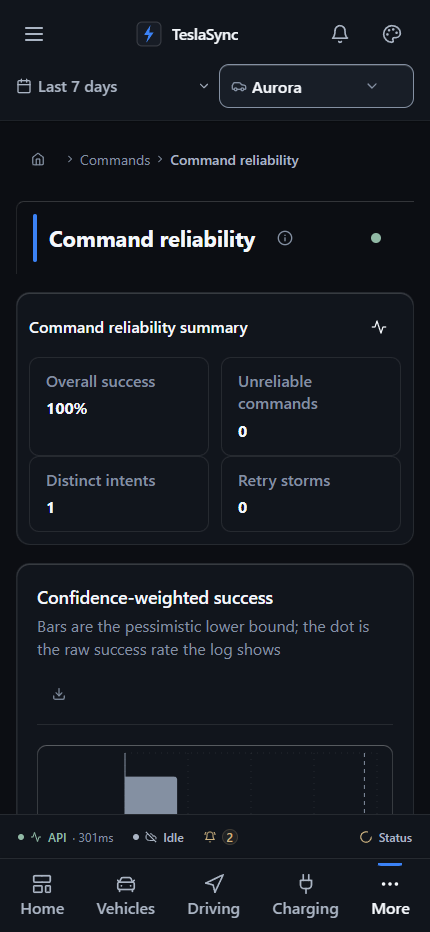 TeslaSync
Last 7 days
Aurora
Commands > Command reliability
Command reliability
Command reliability summary
Overall success
100%
Unreliable
commands
0
Distinct intents
1
Retry storms
0
Confidence-weighted success
Bars are the pessimistic lower bound; the dot is
the raw success rate the log shows
API · 301ms
Idle
2
Status
Home
Vehicles
Driving
Charging
More